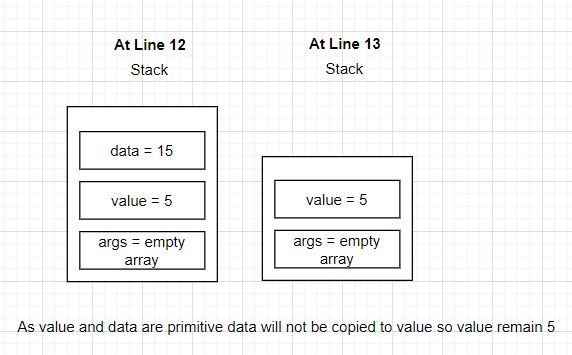 At Line 12
Stack
data = 15
value = 5
args = empty
array
At Line 13
Stack
value = 5
args = empty
array
As value and data are primitive data will not be copied to value so value remain 5